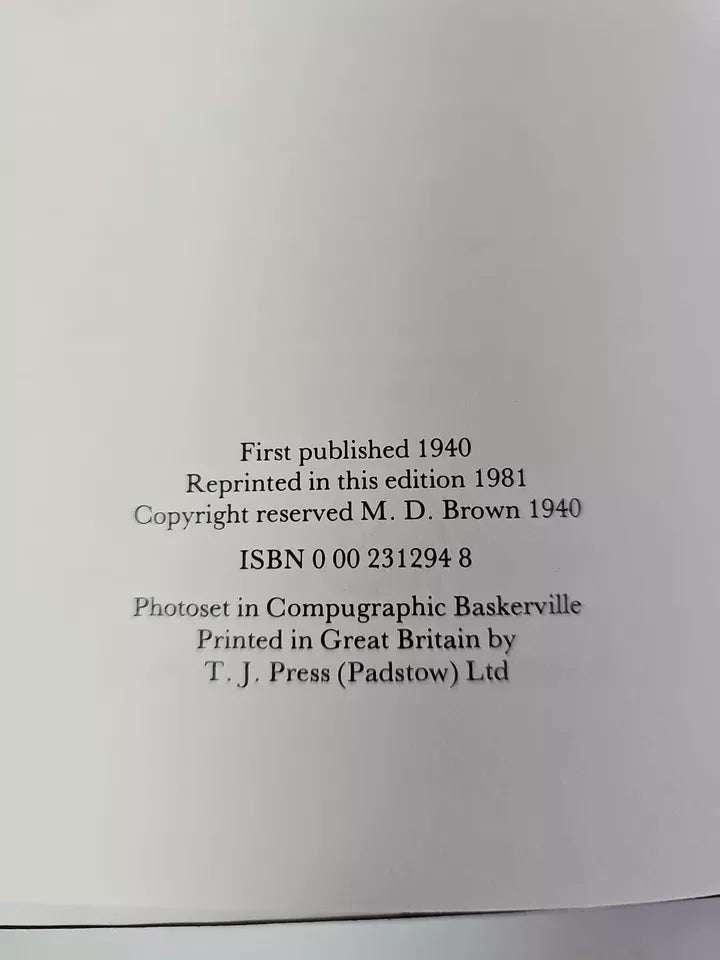 First published 1940
Reprinted in this edition 1981
Copyright reserved M. D. Brown 1940
ISBN 0 00 231294 8
Photoset in Compugraphic Baskerville
Printed in Great Britain by
T. J. Press (Padstow) Ltd